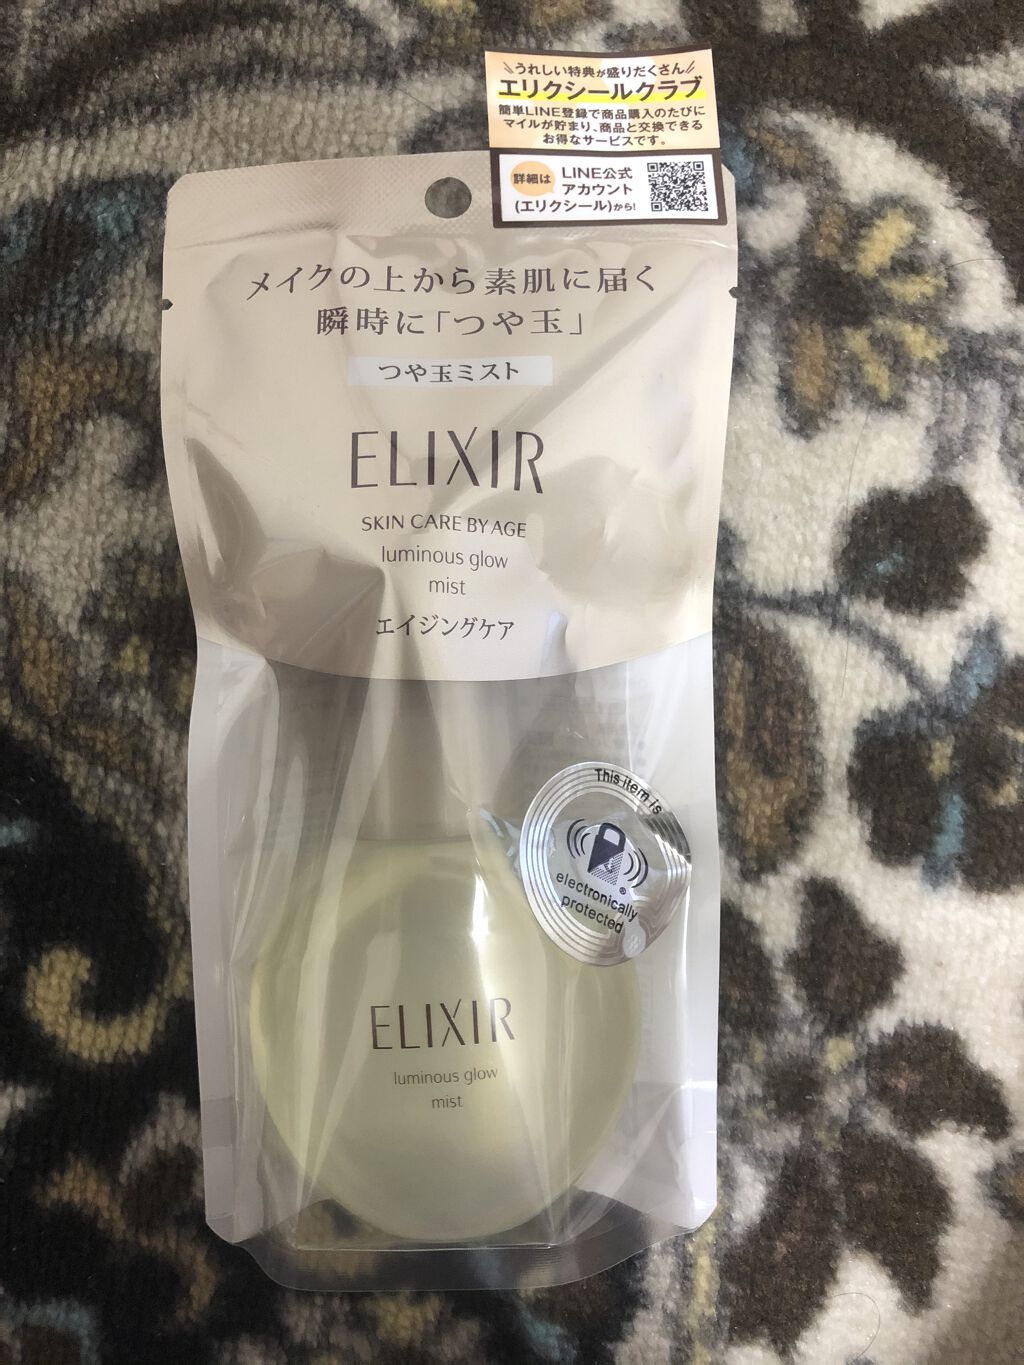 うれしい特典が盛りだくさん
エリクシールクラブ
簡単LINE登録で商品購入のたびに
マイルが貯まり、商品と交換できる
お得なサービスです。
詳細は
LINE公式
アカウント
(エリクシール)から!
メイクの上から素肌に届く
瞬時に「つや玉」
つや玉ミスト
ELIXIR
SKIN CARE BY AGE
luminous glow
mist
エイジングケア
This item is
electronically
protected
ELIXIR
luminous glow
mist